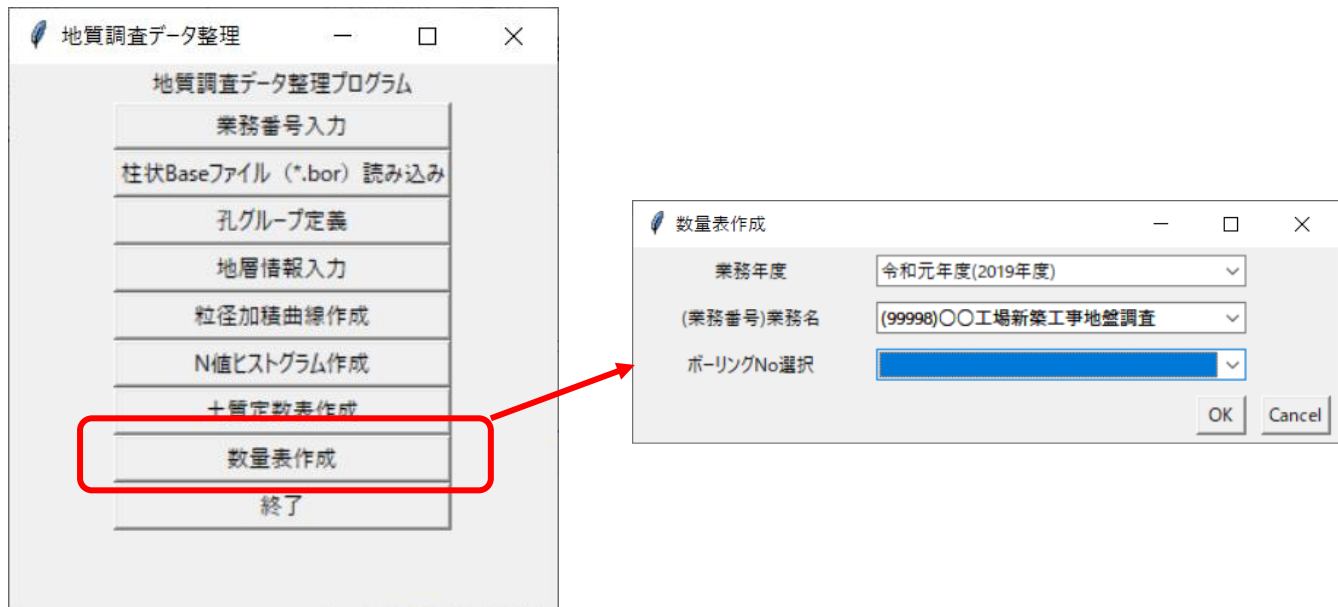 地質調査データ整理
地質調査データ整理プログラム
業務番号入力
柱状Baseファイル（*.bor）読み込み
孔グループ定義
地層情報入力
粒径加積曲線作成
N値ヒストグラム作成
土質定数表作成
数量表作成
終了
数量表作成
業務年度
令和元年度(2019年度)
(業務番号)業務名
(99998)〇〇工場新築工事地盤調査
ボーリングNo選択
OK Cancel